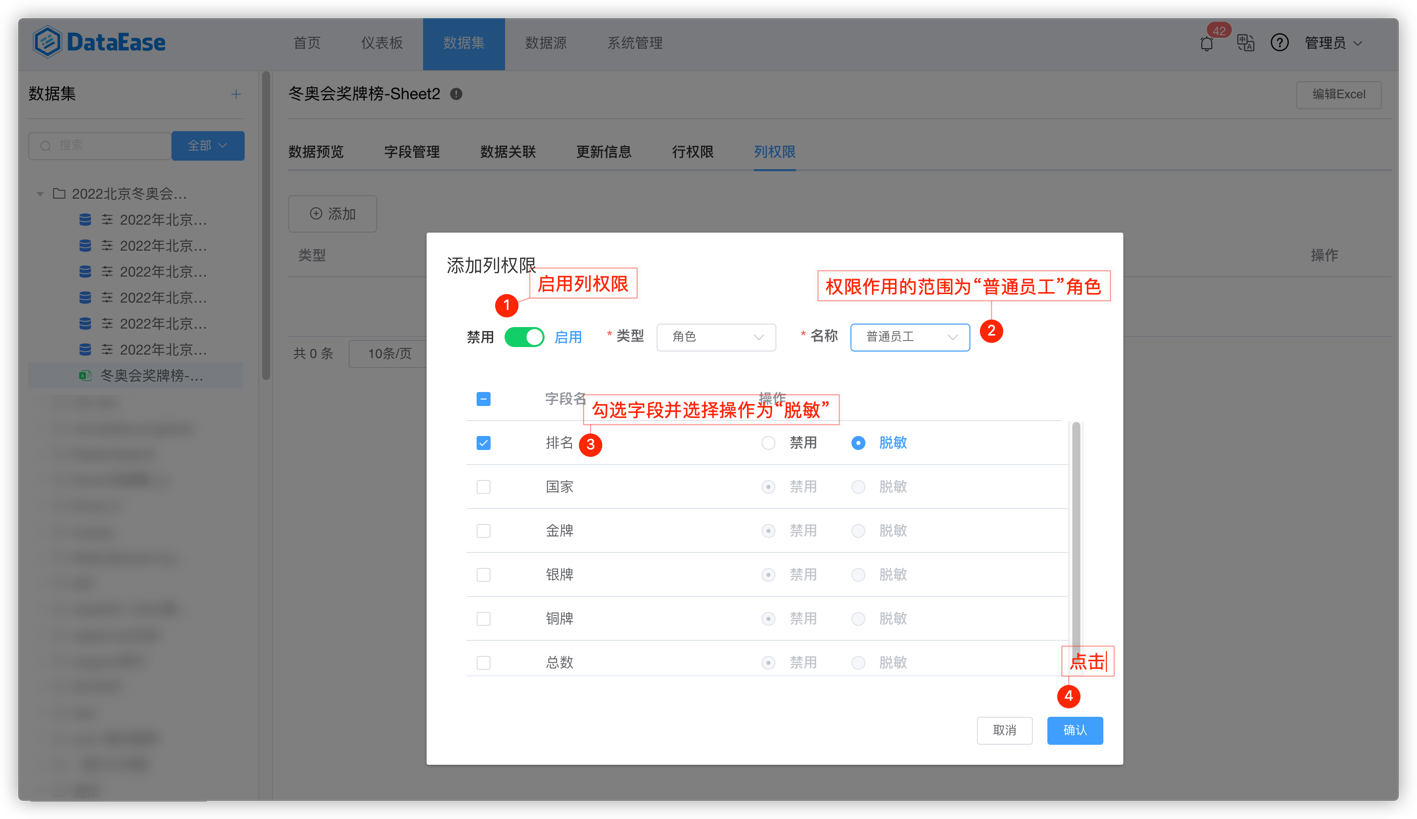 DataEase
首页 仪表板 数据集 数据源 系统管理
42
管理员
数据集
搜索
全部
2022北京冬奥会...
2022年北京...
2022年北京...
2022年北京...
2022年北京...
2022年北京...
2022年北京...
冬奥会奖牌榜-...
冬奥会奖牌榜-Sheet2
编辑Excel
数据预览 字段管理 数据关联 更新信息 行权限 列权限
添加
类型 操作
共 0 条 10条/页
添加列权限
启用列权限
1
权限作用的范围为“普通员工”角色
2
禁用 启用 * 类型 角色 * 名称 普通员工
字段名 操作
勾选字段并选择操作为“脱敏”
3
排名 禁用 脱敏
国家 禁用 脱敏
金牌 禁用 脱敏
银牌 禁用 脱敏
铜牌 禁用 脱敏
总数 禁用 脱敏
点击
4
取消 确认